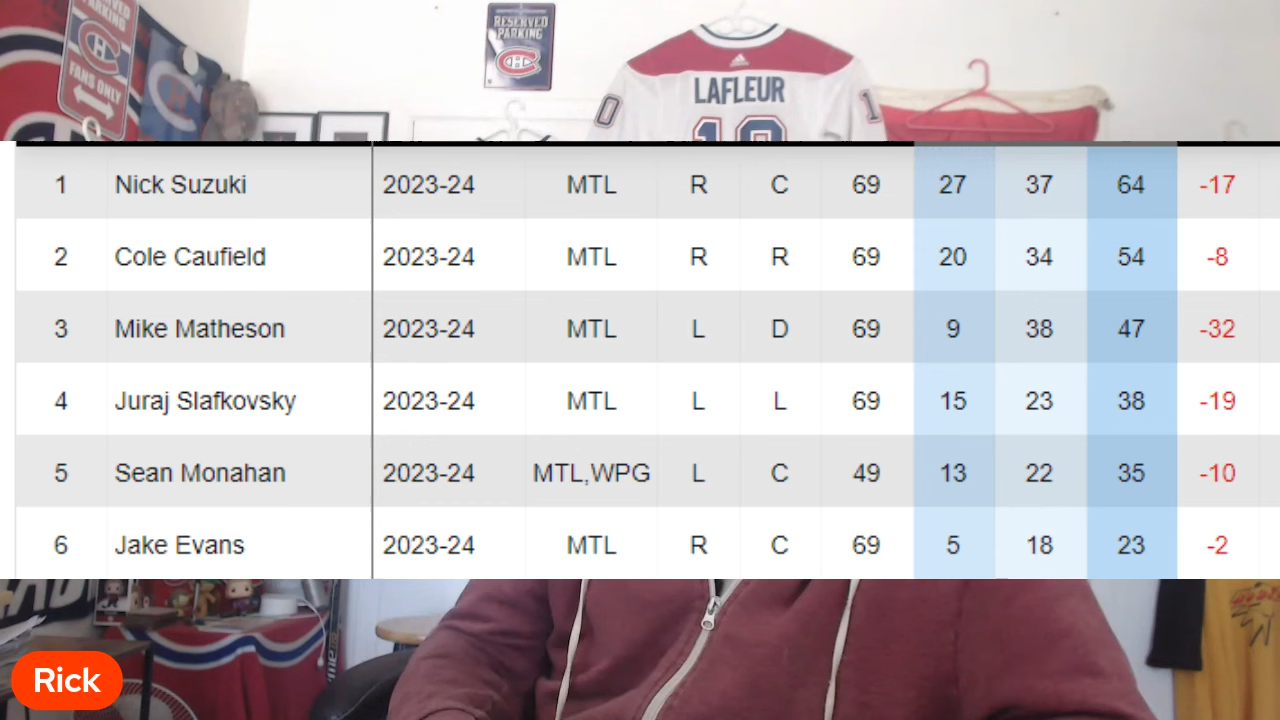 RESERVED
PARKING
FANS ONLY
RESERVED
PARKING
LAFLEUR
10
1 Nick Suzuki 2023-24 MTL R C 69 27 37 64 -17
2 Cole Caufield 2023-24 MTL R R 69 20 34 54 -8
3 Mike Matheson 2023-24 MTL L D 69 9 38 47 -32
4 Juraj Slafkovsky 2023-24 MTL L L 69 15 23 38 -19
5 Sean Monahan 2023-24 MTL,WPG L C 49 13 22 35 -10
6 Jake Evans 2023-24 MTL R C 69 5 18 23 -2
Rick